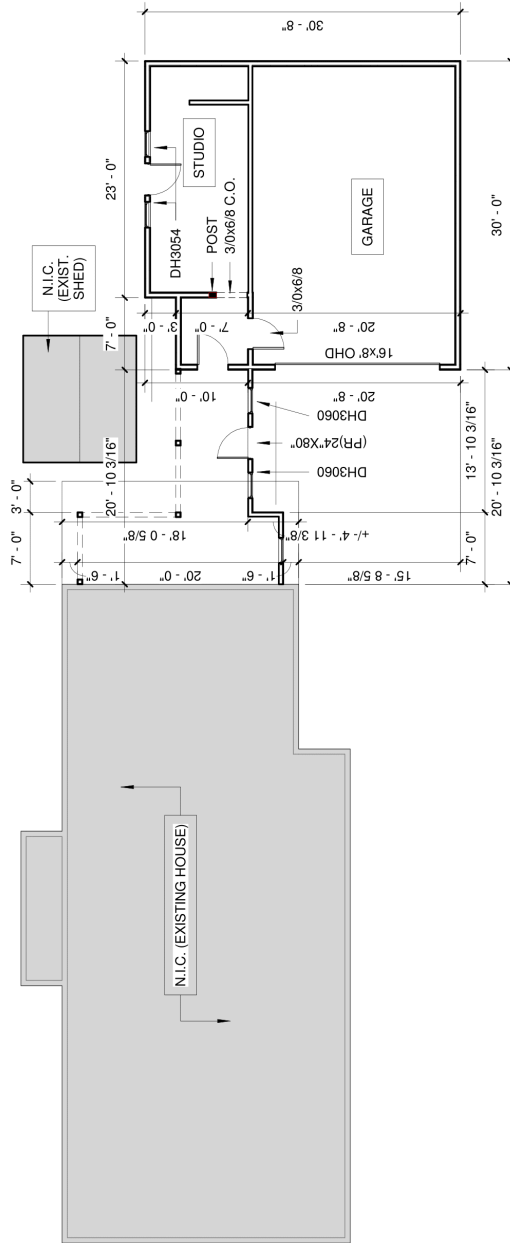 30' - 8"
23' - 0"
STUDIO
DH3054
POST
3/0x6/8 C.O.
N.I.C.
(EXIST.
SHED)
7' - 0"
3' - 0"
7' - 0"
3/0x6/8
GARAGE
30' - 0"
20' - 8"
16'x8' OHD
10' - 0"
20' - 8"
DH3060
(PR)24"X80"
DH3060
20' - 10 3/16"
13' - 10 3/16"
20' - 10 3/16"
3' - 0"
7' - 0"
18' - 0 5/8"
+/- 4' - 11 3/8"
7' - 0"
1' - 6"
20' - 0"
1' - 6"
15' - 8 5/8"
N.I.C. (EXISTING HOUSE)